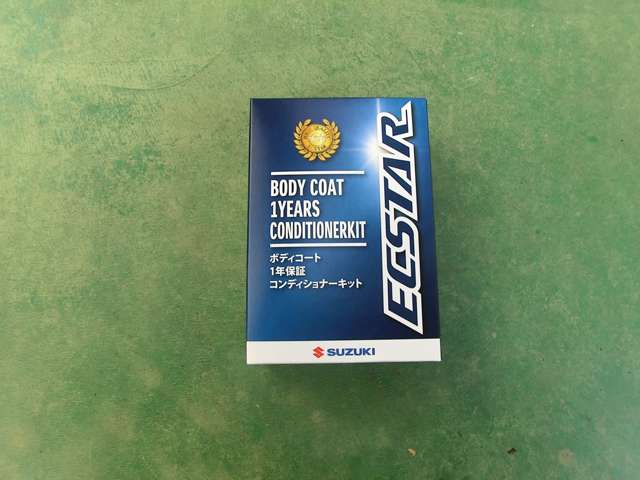 BODY COAT
1YEARS
CONDITIONERKIT
ボディコート
1年保証
コンディショナーキット
ECSTAR
SUZUKI